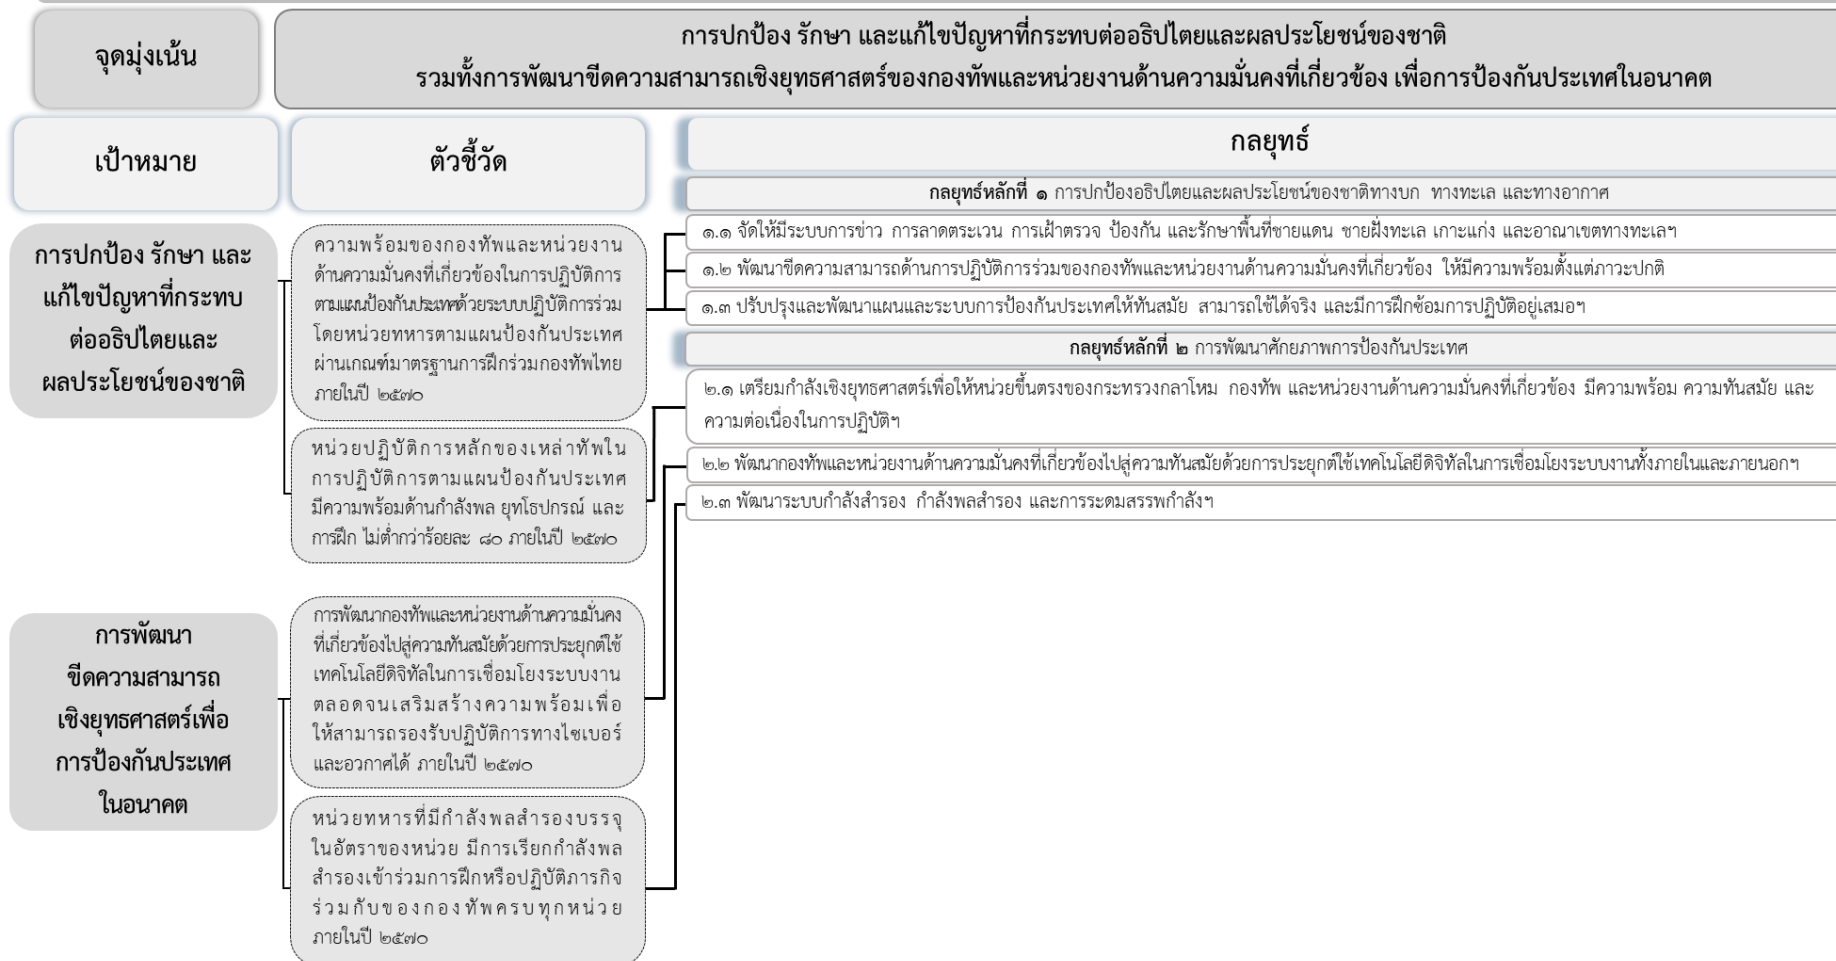 จุดมุ่งเน้น
การปกป้อง รักษา และแก้ไขปัญหาที่กระทบต่ออธิปไตยและผลประโยชน์ของชาติ
รวมทั้งการพัฒนาขีดความสามารถเชิงยุทธศาสตร์ของกองทัพและหน่วยงานด้านความมั่นคงที่เกี่ยวข้อง เพื่อการป้องกันประเทศในอนาคต
เป้าหมาย
ตัวชี้วัด
กลยุทธ์
กลยุทธ์หลักที่ ๑ การปกป้องอธิปไตยและผลประโยชน์ของชาติทางบก ทางทะเล และทางอากาศ
การปกป้อง รักษา และ
แก้ไขปัญหาที่กระทบ
ต่ออธิปไตยและ
ผลประโยชน์ของชาติ
ความพร้อมของกองทัพและหน่วยงาน
ด้านความมั่นคงที่เกี่ยวข้องในการปฏิบัติการ
ตามแผนป้องกันประเทศด้วยระบบปฏิบัติการร่วม
โดยหน่วยทหารตามแผนป้องกันประเทศ
ผ่านเกณฑ์มาตรฐานการฝึกร่วมกองทัพไทย
ภายในปี ๒๕๗๐
๑.๑ จัดให้มีระบบการข่าว การลาดตระเวน การเฝ้าตรวจ ป้องกัน และรักษาพื้นที่ชายแดน ชายฝั่งทะเล เกาะแก่ง และอาณาเขตทางทะเลฯ
๑.๒ พัฒนาขีดความสามารถด้านการปฏิบัติการร่วมของกองทัพและหน่วยงานด้านความมั่นคงที่เกี่ยวข้อง ให้มีความพร้อมตั้งแต่ภาวะปกติ
๑.๓ ปรับปรุงและพัฒนาแผนและระบบการป้องกันประเทศให้ทันสมัย สามารถใช้ได้จริง และมีการฝึกซ้อมการปฏิบัติอยู่เสมอฯ
กลยุทธ์หลักที่ ๒ การพัฒนาศักยภาพการป้องกันประเทศ
๒.๑ เตรียมกำลังเชิงยุทธศาสตร์เพื่อให้หน่วยขึ้นตรงของกระทรวงกลาโหม กองทัพ และหน่วยงานด้านความมั่นคงที่เกี่ยวข้อง มีความพร้อม ความทันสมัย และ
ความต่อเนื่องในการปฏิบัติฯ
๒.๒ พัฒนากองทัพและหน่วยงานด้านความมั่นคงที่เกี่ยวข้องไปสู่ความทันสมัยด้วยการประยุกต์ใช้เทคโนโลยีดิจิทัลในการเชื่อมโยงระบบงานทั้งภายในและภายนอกฯ
๒.๓ พัฒนาระบบกำลังสำรอง กำลังพลสำรอง และการระดมสรรพกำลังฯ
หน่วยปฏิบัติการหลักของเหล่าทัพใน
การปฏิบัติการตามแผนป้องกันประเทศ
มีความพร้อมด้านกำลังพล ยุทโธปกรณ์ และ
การฝึก ไม่ต่ำกว่าร้อยละ ๘๐ ภายในปี ๒๕๗๐
การพัฒนา
ขีดความสามารถ
เชิงยุทธศาสตร์เพื่อ
การป้องกันประเทศ
ในอนาคต
การพัฒนากองทัพและหน่วยงานด้านความมั่นคง
ที่เกี่ยวข้องไปสู่ความทันสมัยด้วยการประยุกต์ใช้
เทคโนโลยีดิจิทัลในการเชื่อมโยงระบบงาน
ตลอดจนเสริมสร้างความพร้อมเพื่อ
ให้สามารถรองรับปฏิบัติการทางไซเบอร์
และอวกาศได้ ภายในปี ๒๕๗๐
หน่วยทหารที่มีกำลังพลสำรองบรรจุ
ในอัตราของหน่วย มีการเรียกกำลังพล
สำรองเข้าร่วมการฝึกหรือปฏิบัติภารกิจ
ร่วมกับของกองทัพครบทุกหน่วย
ภายในปี ๒๕๗๐